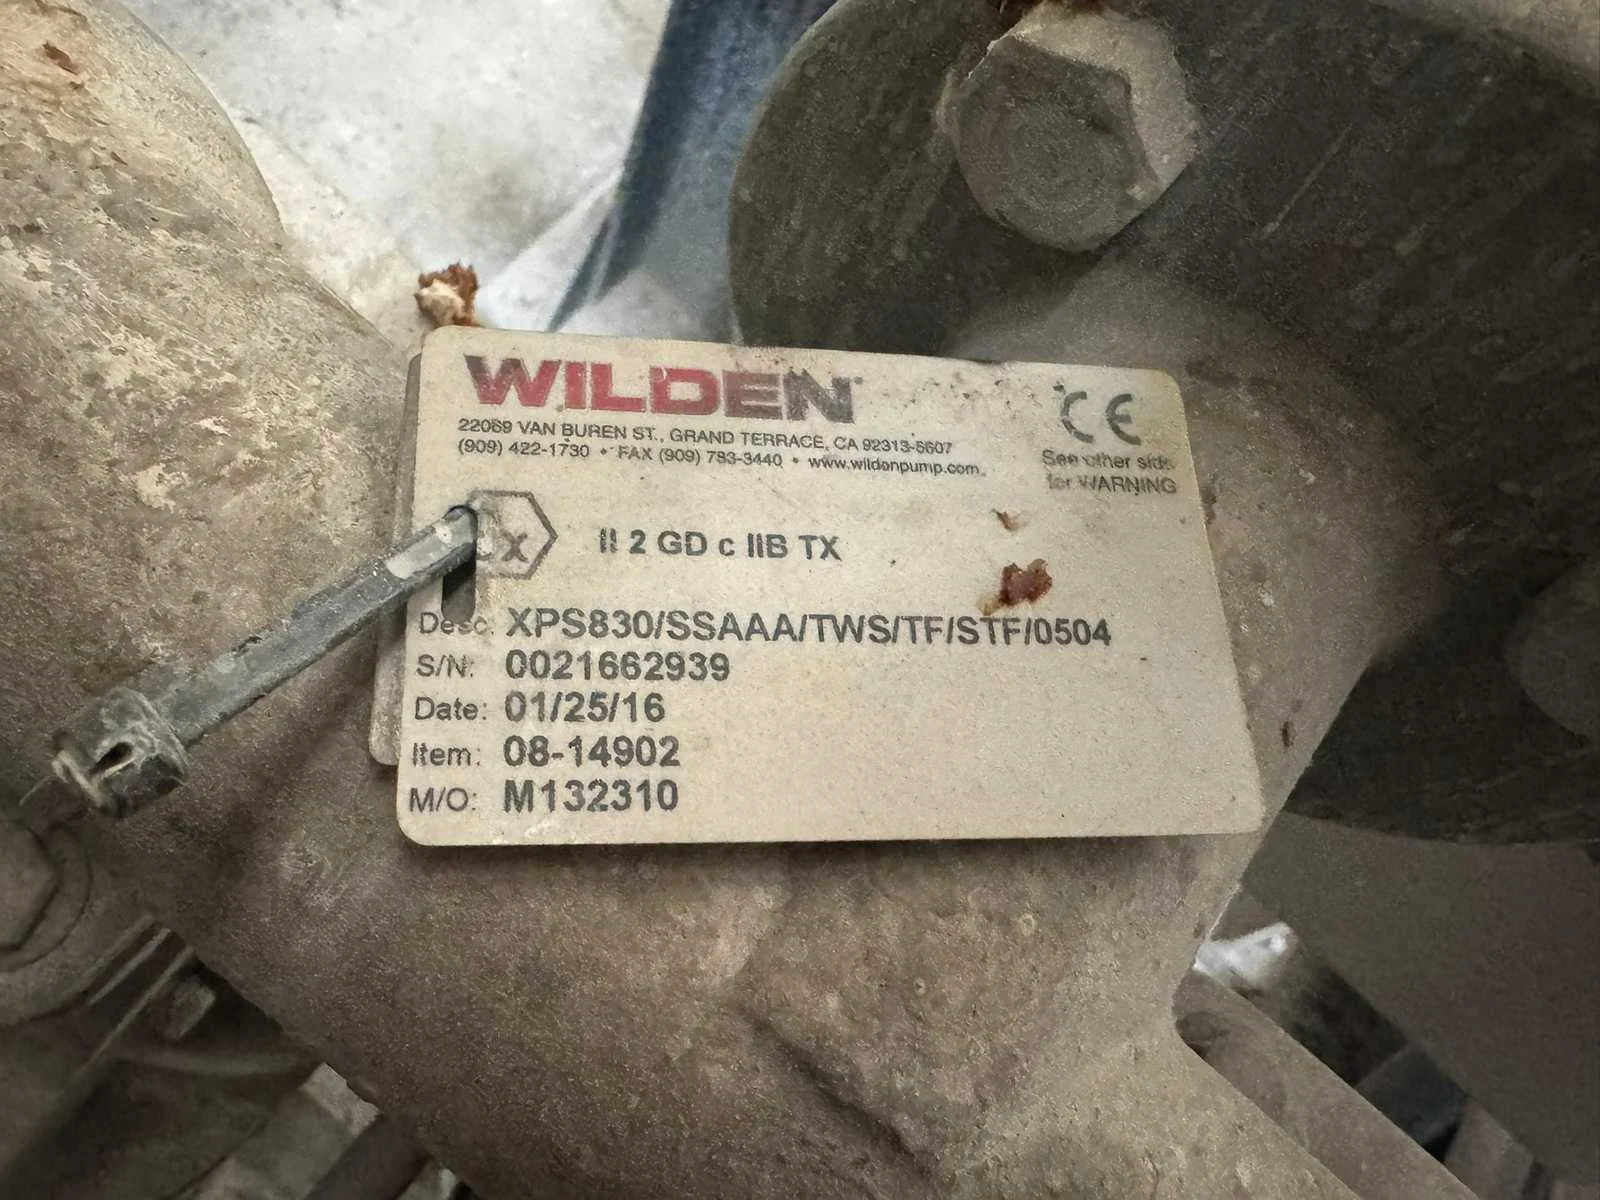 WILDEN
22069 VAN BUREN ST., GRAND TERRACE, CA 92313-5607
(909) 422-1730 • FAX (909) 783-3440 • www.wildenpump.com
CE
See other side
for WARNING
εx II 2 GD c IIB TX
Desc: XPS830/SSAAA/TWS/TF/STF/0504
S/N: 0021662939
Date: 01/25/16
Item: 08-14902
M/O: M132310